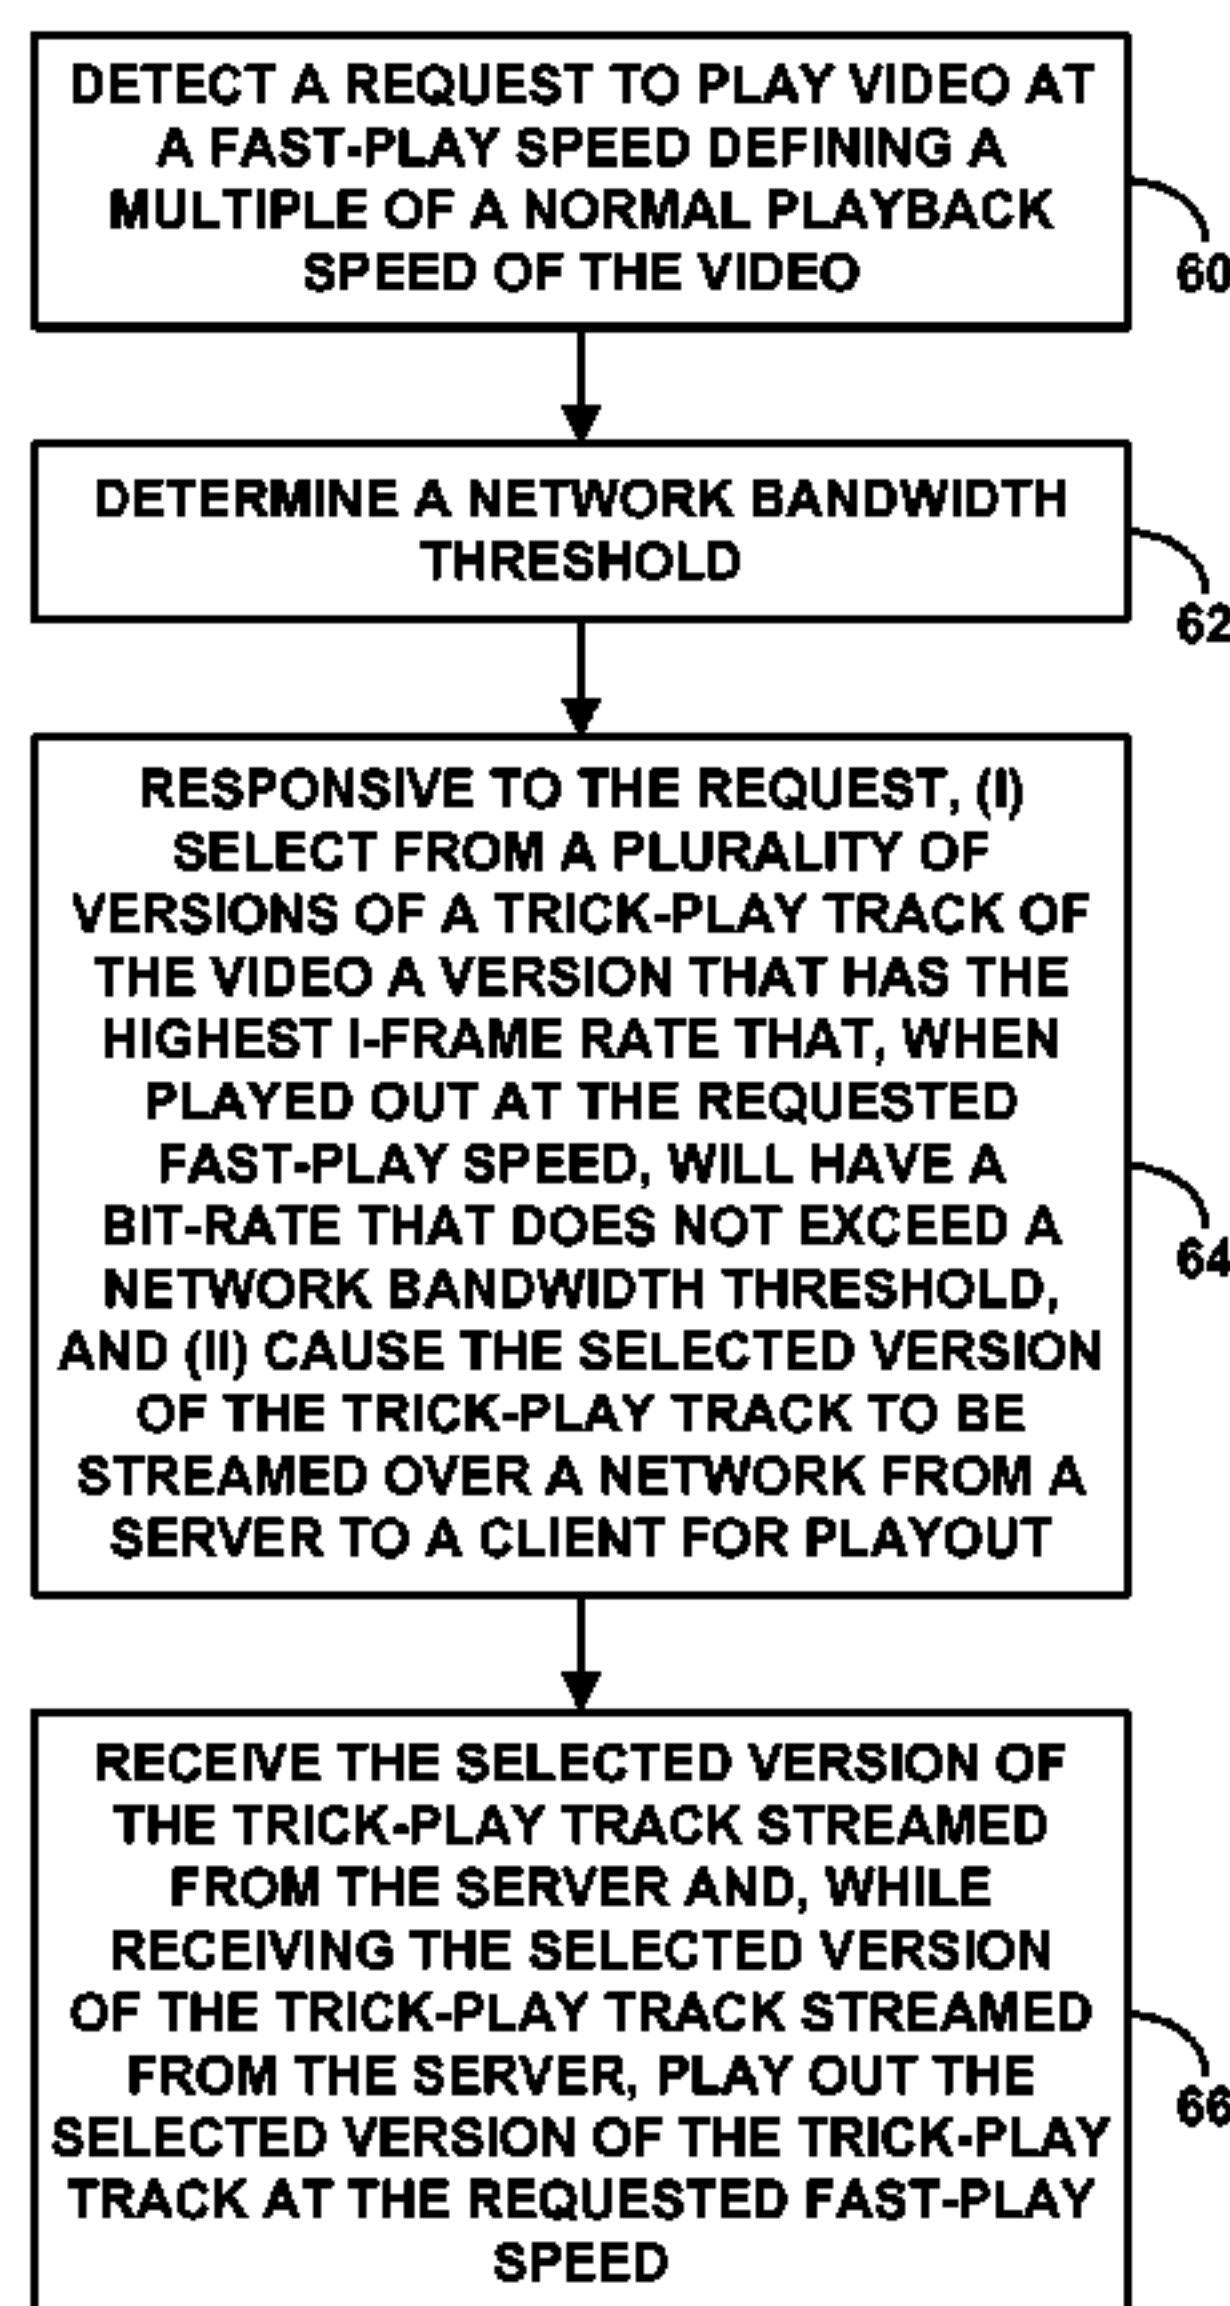 DETECT A REQUEST TO PLAY VIDEO AT
A FAST-PLAY SPEED DEFINING A
MULTIPLE OF A NORMAL PLAYBACK
SPEED OF THE VIDEO
60
DETERMINE A NETWORK BANDWIDTH
THRESHOLD
62
RESPONSIVE TO THE REQUEST, (I)
SELECT FROM A PLURALITY OF
VERSIONS OF A TRICK-PLAY TRACK OF
THE VIDEO A VERSION THAT HAS THE
HIGHEST I-FRAME RATE THAT, WHEN
PLAYED OUT AT THE REQUESTED
FAST-PLAY SPEED, WILL HAVE A
BIT-RATE THAT DOES NOT EXCEED A
NETWORK BANDWIDTH THRESHOLD,
AND (II) CAUSE THE SELECTED VERSION
OF THE TRICK-PLAY TRACK TO BE
STREAMED OVER A NETWORK FROM A
SERVER TO A CLIENT FOR PLAYOUT
64
RECEIVE THE SELECTED VERSION OF
THE TRICK-PLAY TRACK STREAMED
FROM THE SERVER AND, WHILE
RECEIVING THE SELECTED VERSION
OF THE TRICK-PLAY TRACK STREAMED
FROM THE SERVER, PLAY OUT THE
SELECTED VERSION OF THE TRICK-PLAY
TRACK AT THE REQUESTED FAST-PLAY
SPEED
66